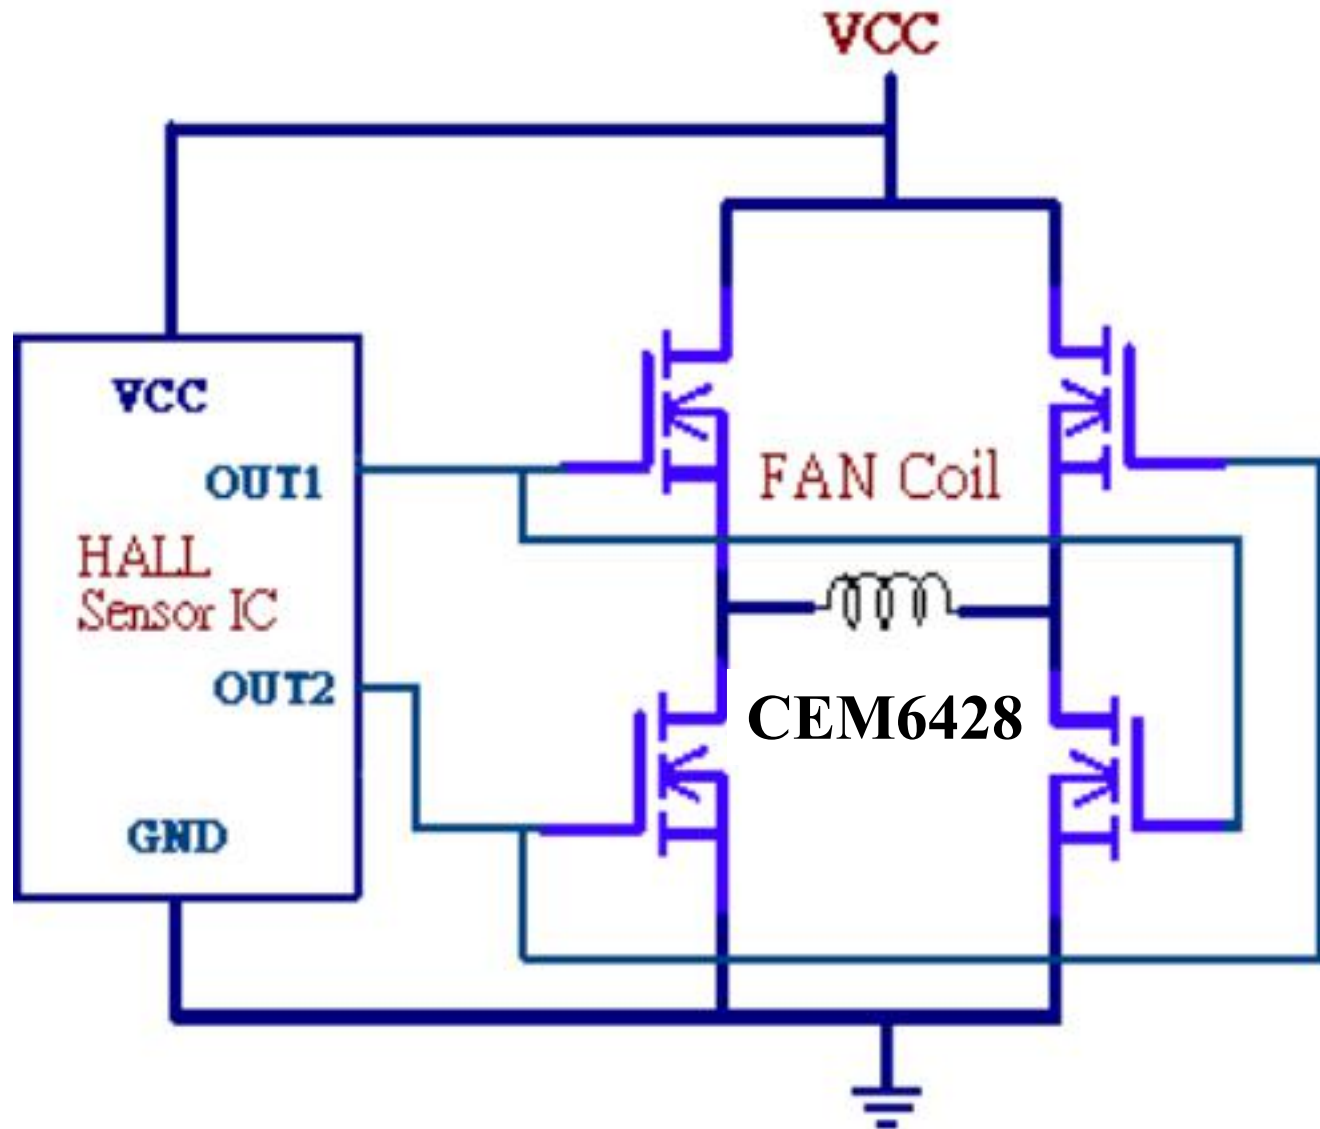 VCC
VCC
OUT1
HALL
Sensor IC
OUT2
GND
FAN Coil
CEM6428